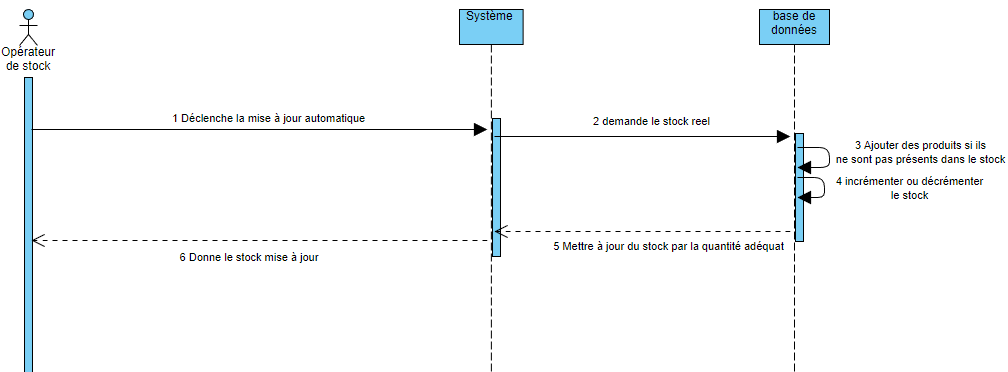 Système
base de
données
Opérateur
de stock
1 Déclenche la mise à jour automatique
2 demande le stock reel
3 Ajouter des produits si ils
ne sont pas présents dans le stock
4 incrémenter ou décrémenter
le stock
5 Mettre à jour du stock par la quantité adéquat
6 Donne le stock mise à jour